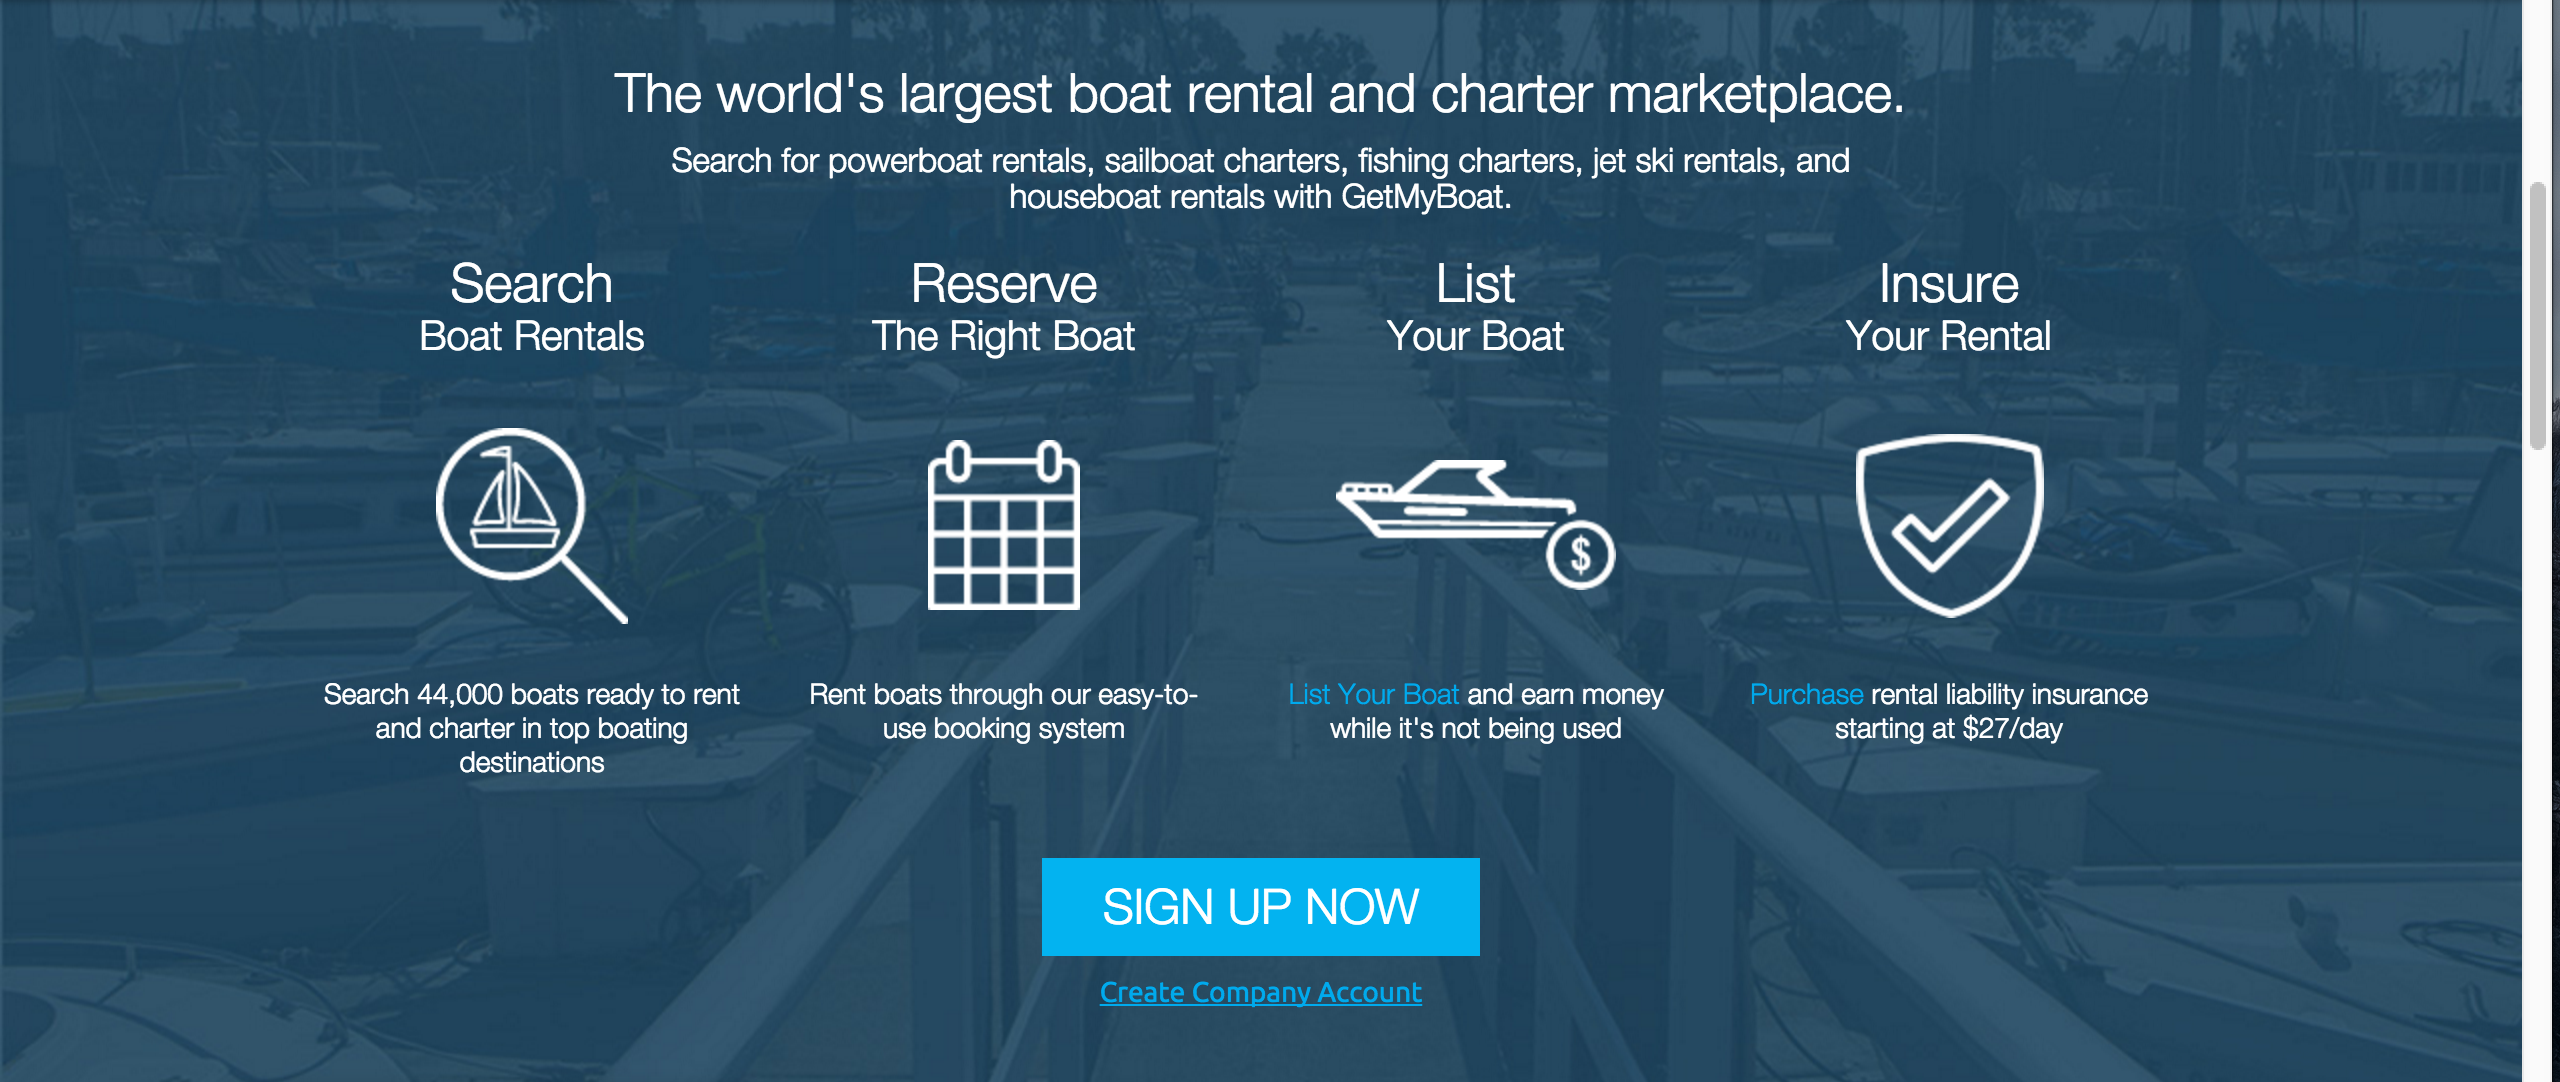 The world's largest boat rental and charter marketplace.
Search for powerboat rentals, sailboat charters, fishing charters, jet ski rentals, and
houseboat rentals with GetMyBoat.
Search
Boat Rentals
Reserve
The Right Boat
List
Your Boat
Insure
Your Rental
$
Search 44,000 boats ready to rent
and charter in top boating
destinations
Rent boats through our easy-to-
use booking system
List Your Boat and earn money
while it's not being used
Purchase rental liability insurance
starting at $27/day
SIGN UP NOW
Create Company Account